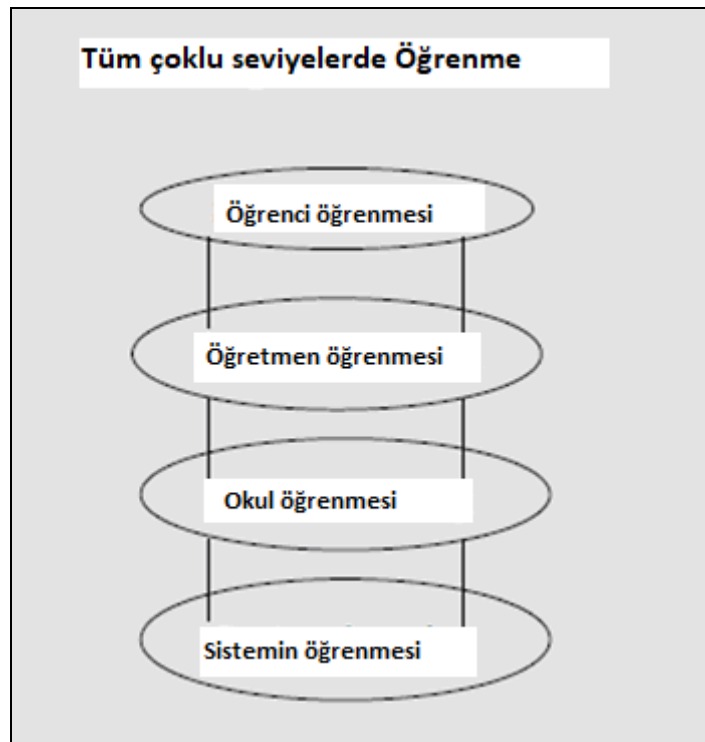 Tüm çoklu seviyelerde Öğrenme
Öğrenci öğrenmesi
Öğretmen öğrenmesi
Okul öğrenmesi
Sistemin öğrenmesi